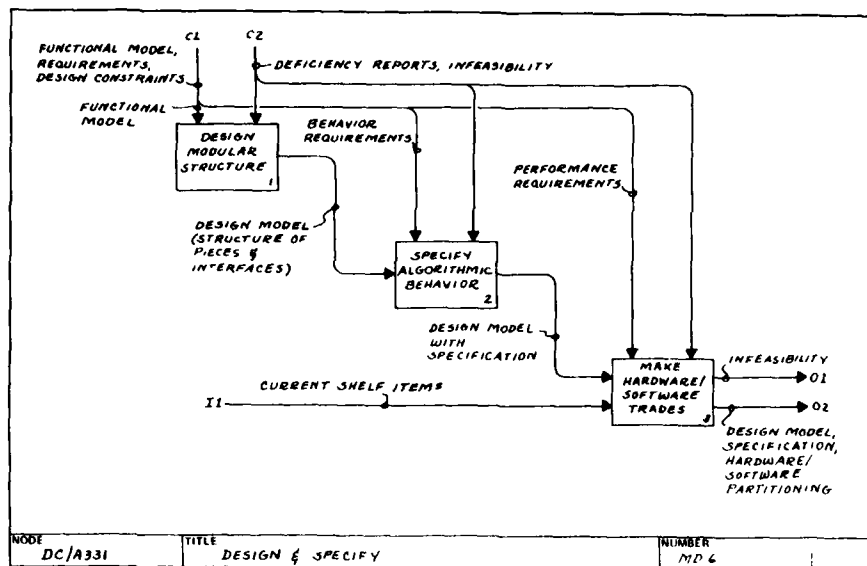 C1
C2
FUNCTIONAL MODEL,
REQUIREMENTS,
DESIGN CONSTRAINTS
DEFICIENCY REPORTS, INFEASIBILITY
FUNCTIONAL
MODEL
DESIGN
MODULAR
STRUCTURE
1
BEHAVIOR
REQUIREMENTS
PERFORMANCE
REQUIREMENTS
DESIGN MODEL
(STRUCTURE OF
PIECES &
INTERFACES)
SPECIFY
ALGORITHMIC
BEHAVIOR
2
DESIGN MODEL
WITH
SPECIFICATION
MAKE
HARDWARE/
SOFTWARE
TRADES
3
INFEASIBILITY
O1
I1
CURRENT SHELF ITEMS
O2
DESIGN MODEL,
SPECIFICATION,
HARDWARE/
SOFTWARE
PARTITIONING
NODE
DC/A331
TITLE
DESIGN & SPECIFY
NUMBER
MD6